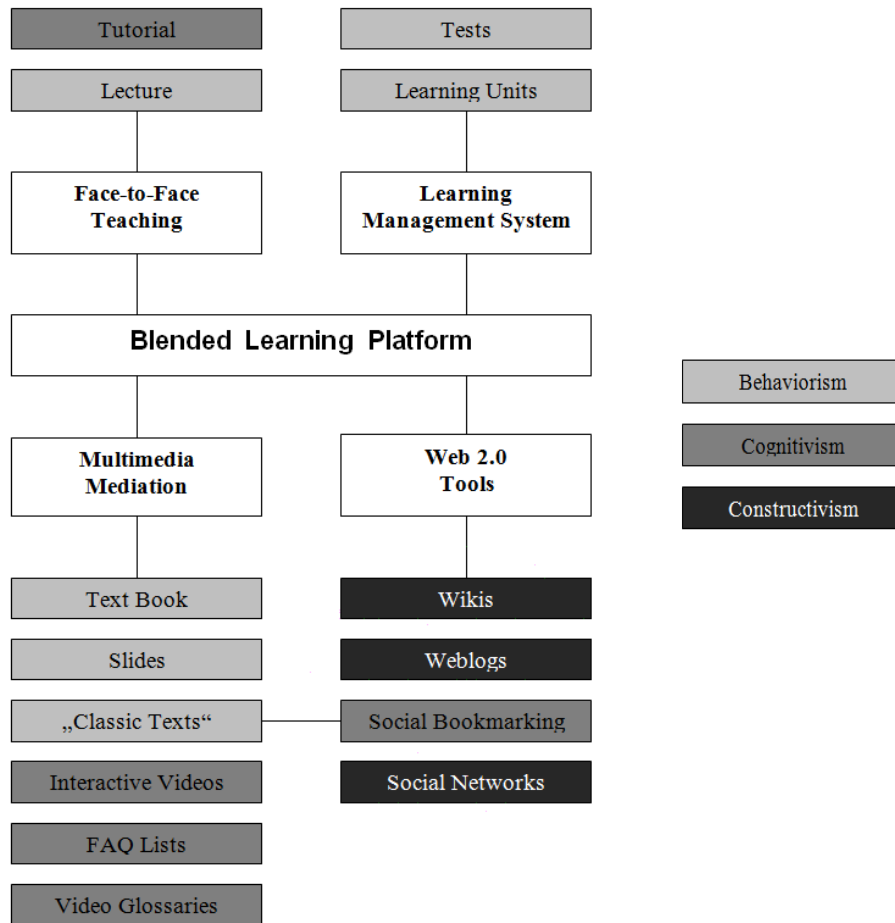 Tutorial
Tests
Lecture
Learning Units
Face-to-Face
Teaching
Learning
Management System
Blended Learning Platform
Behaviorism
Cognitivism
Constructivism
Multimedia
Mediation
Web 2.0
Tools
Text Book
Wikis
Slides
Weblogs
„Classic Texts“
Social Bookmarking
Interactive Videos
Social Networks
FAQ Lists
Video Glossaries